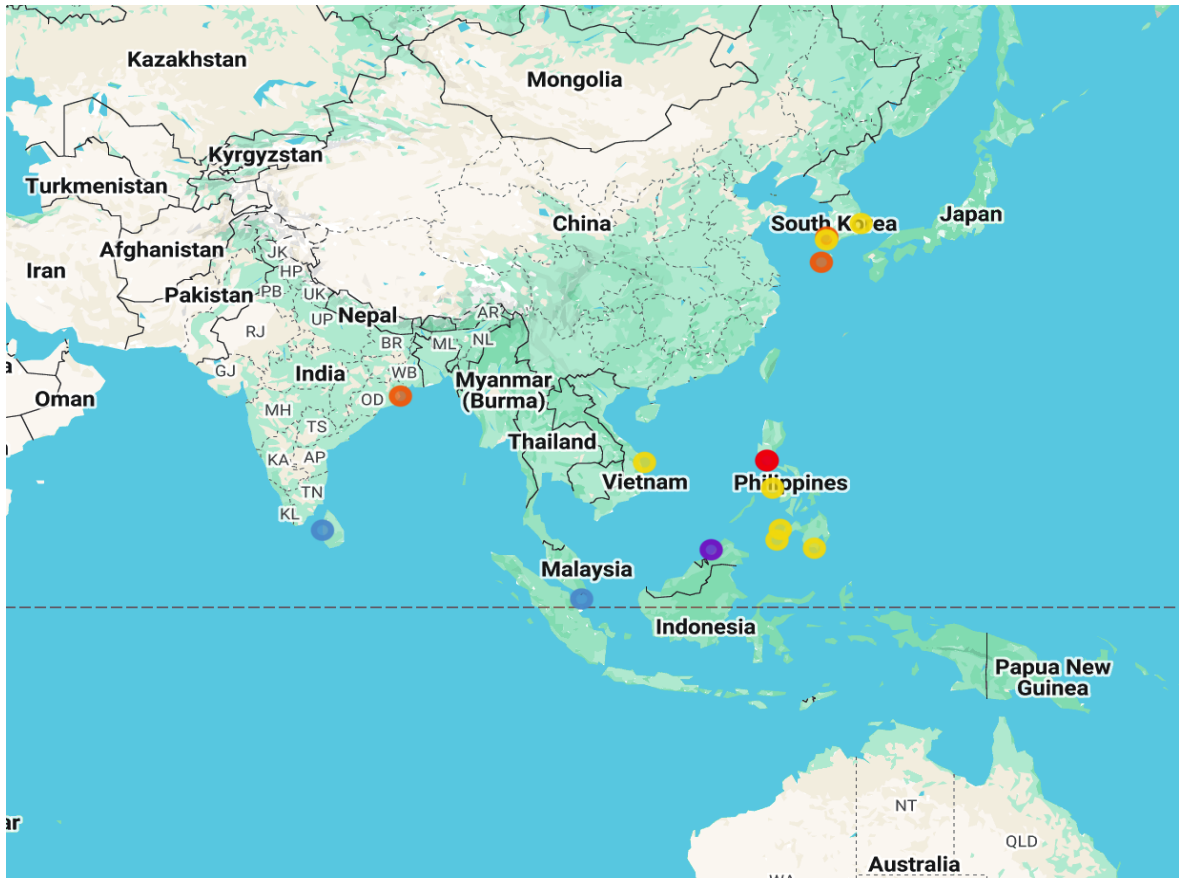 Kazakhstan
Mongolia
Kyrgyzstan
Turkmenistan
China
South Korea
Japan
Afghanistan
JK
HP
Iran
Pakistan
PB
UK
UP
Nepal
AR
RJ
BR
ML
NL
GJ
India
WB
Myanmar
(Burma)
Oman
OD
MH
TS
Thailand
KA
AP
Vietnam
Philippines
TN
KL
Malaysia
Indonesia
Papua New
Guinea
NT
ar
QLD
Australia